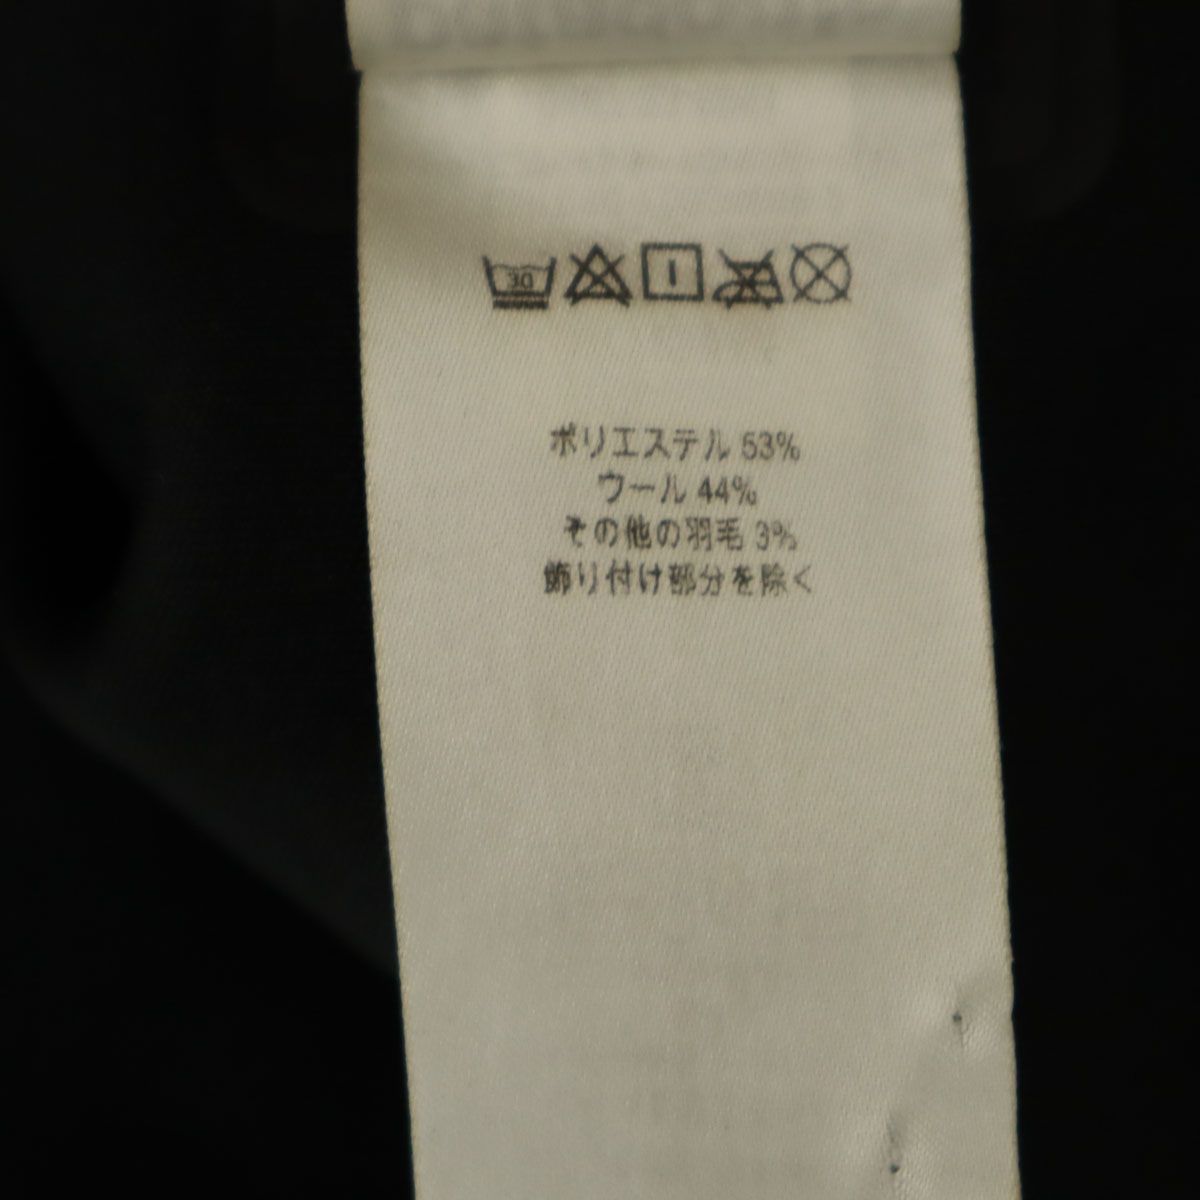 30
ポリエステル 53%
ウール 44%
その他の羽毛 3%
飾り付け部分を除く